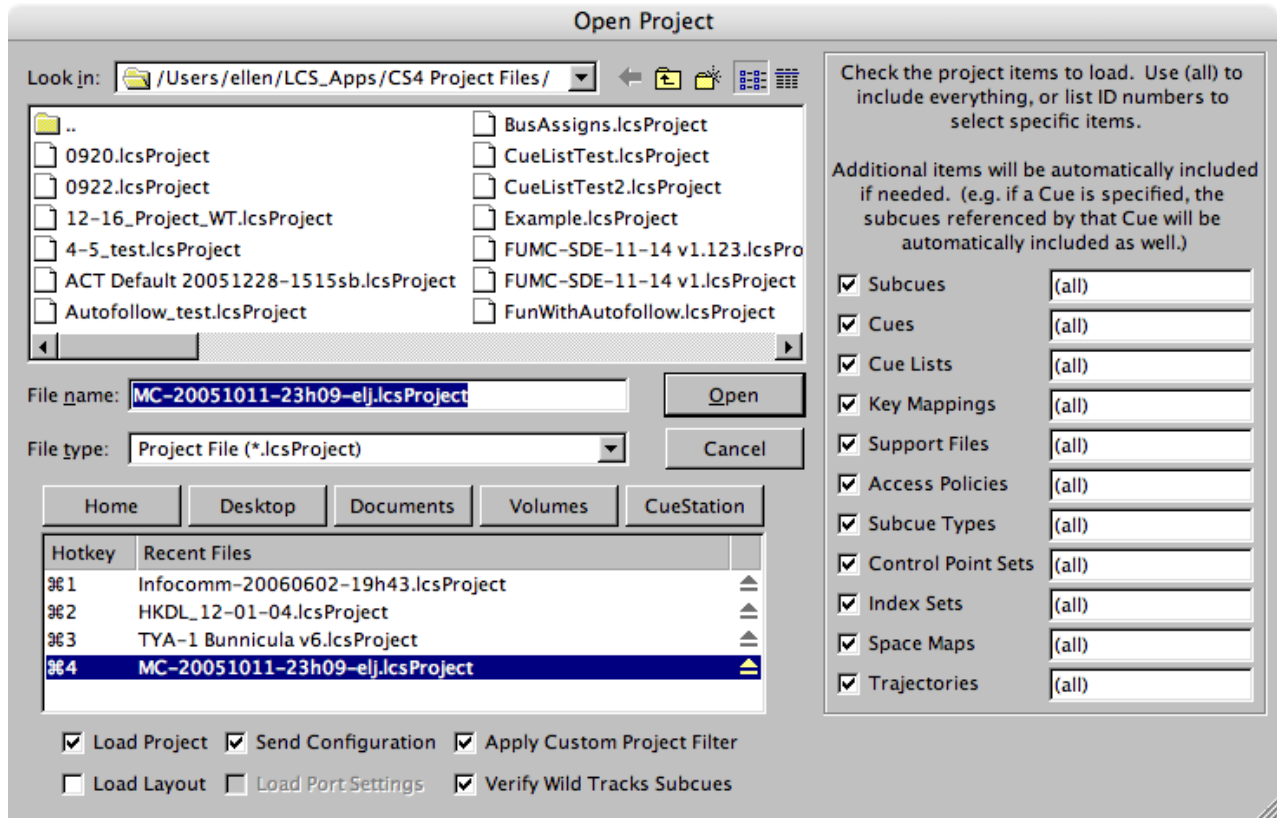 Open Project
Look in: /Users/ellen/LCS_Apps/CS4 Project Files/
..
0920.lcsProject
0922.lcsProject
12-16_Project_WT.lcsProject
4-5_test.lcsProject
ACT Default 20051228-1515sb.lcsProject
Autofollow_test.lcsProject
BusAssigns.lcsProject
CueListTest.lcsProject
CueListTest2.lcsProject
Example.lcsProject
FUMC-SDE-11-14 v1.123.lcsPro
FUMC-SDE-11-14 v1.lcsProject
FunWithAutofollow.lcsProject
File name: MC-20051011-23h09-elj.lcsProject
Open
File type: Project File (*.lcsProject)
Cancel
Home Desktop Documents Volumes CueStation
Hotkey Recent Files
⌘1 Infocomm-20060602-19h43.lcsProject
⌘2 HKDL_12-01-04.lcsProject
⌘3 TYA-1 Bunnicula v6.lcsProject
⌘4 MC-20051011-23h09-elj.lcsProject
Load Project Send Configuration Apply Custom Project Filter
Load Layout Load Port Settings Verify Wild Tracks Subcues
Check the project items to load. Use (all) to
include everything, or list ID numbers to
select specific items.
Additional items will be automatically included
if needed. (e.g. if a Cue is specified, the
subcues referenced by that Cue will be
automatically included as well.)
Subcues (all)
Cues (all)
Cue Lists (all)
Key Mappings (all)
Support Files (all)
Access Policies (all)
Subcue Types (all)
Control Point Sets (all)
Index Sets (all)
Space Maps (all)
Trajectories (all)